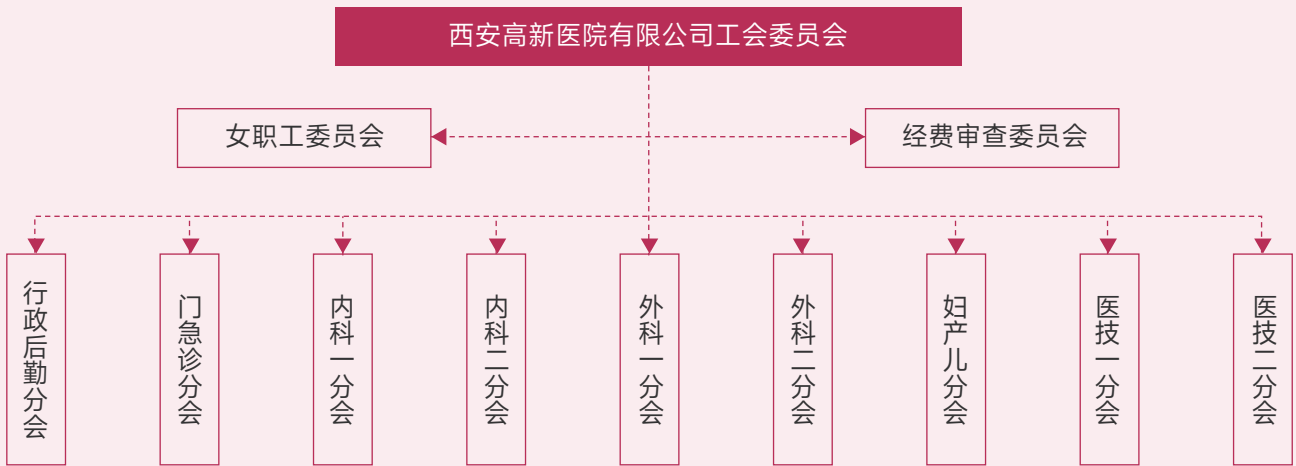 西安高新医院有限公司工会委员会
女职工委员会
经费审查委员会
行政后勤分会
门急诊分会
内科一分会
内科二分会
外科一分会
外科二分会
妇产儿分会
医技一分会
医技二分会